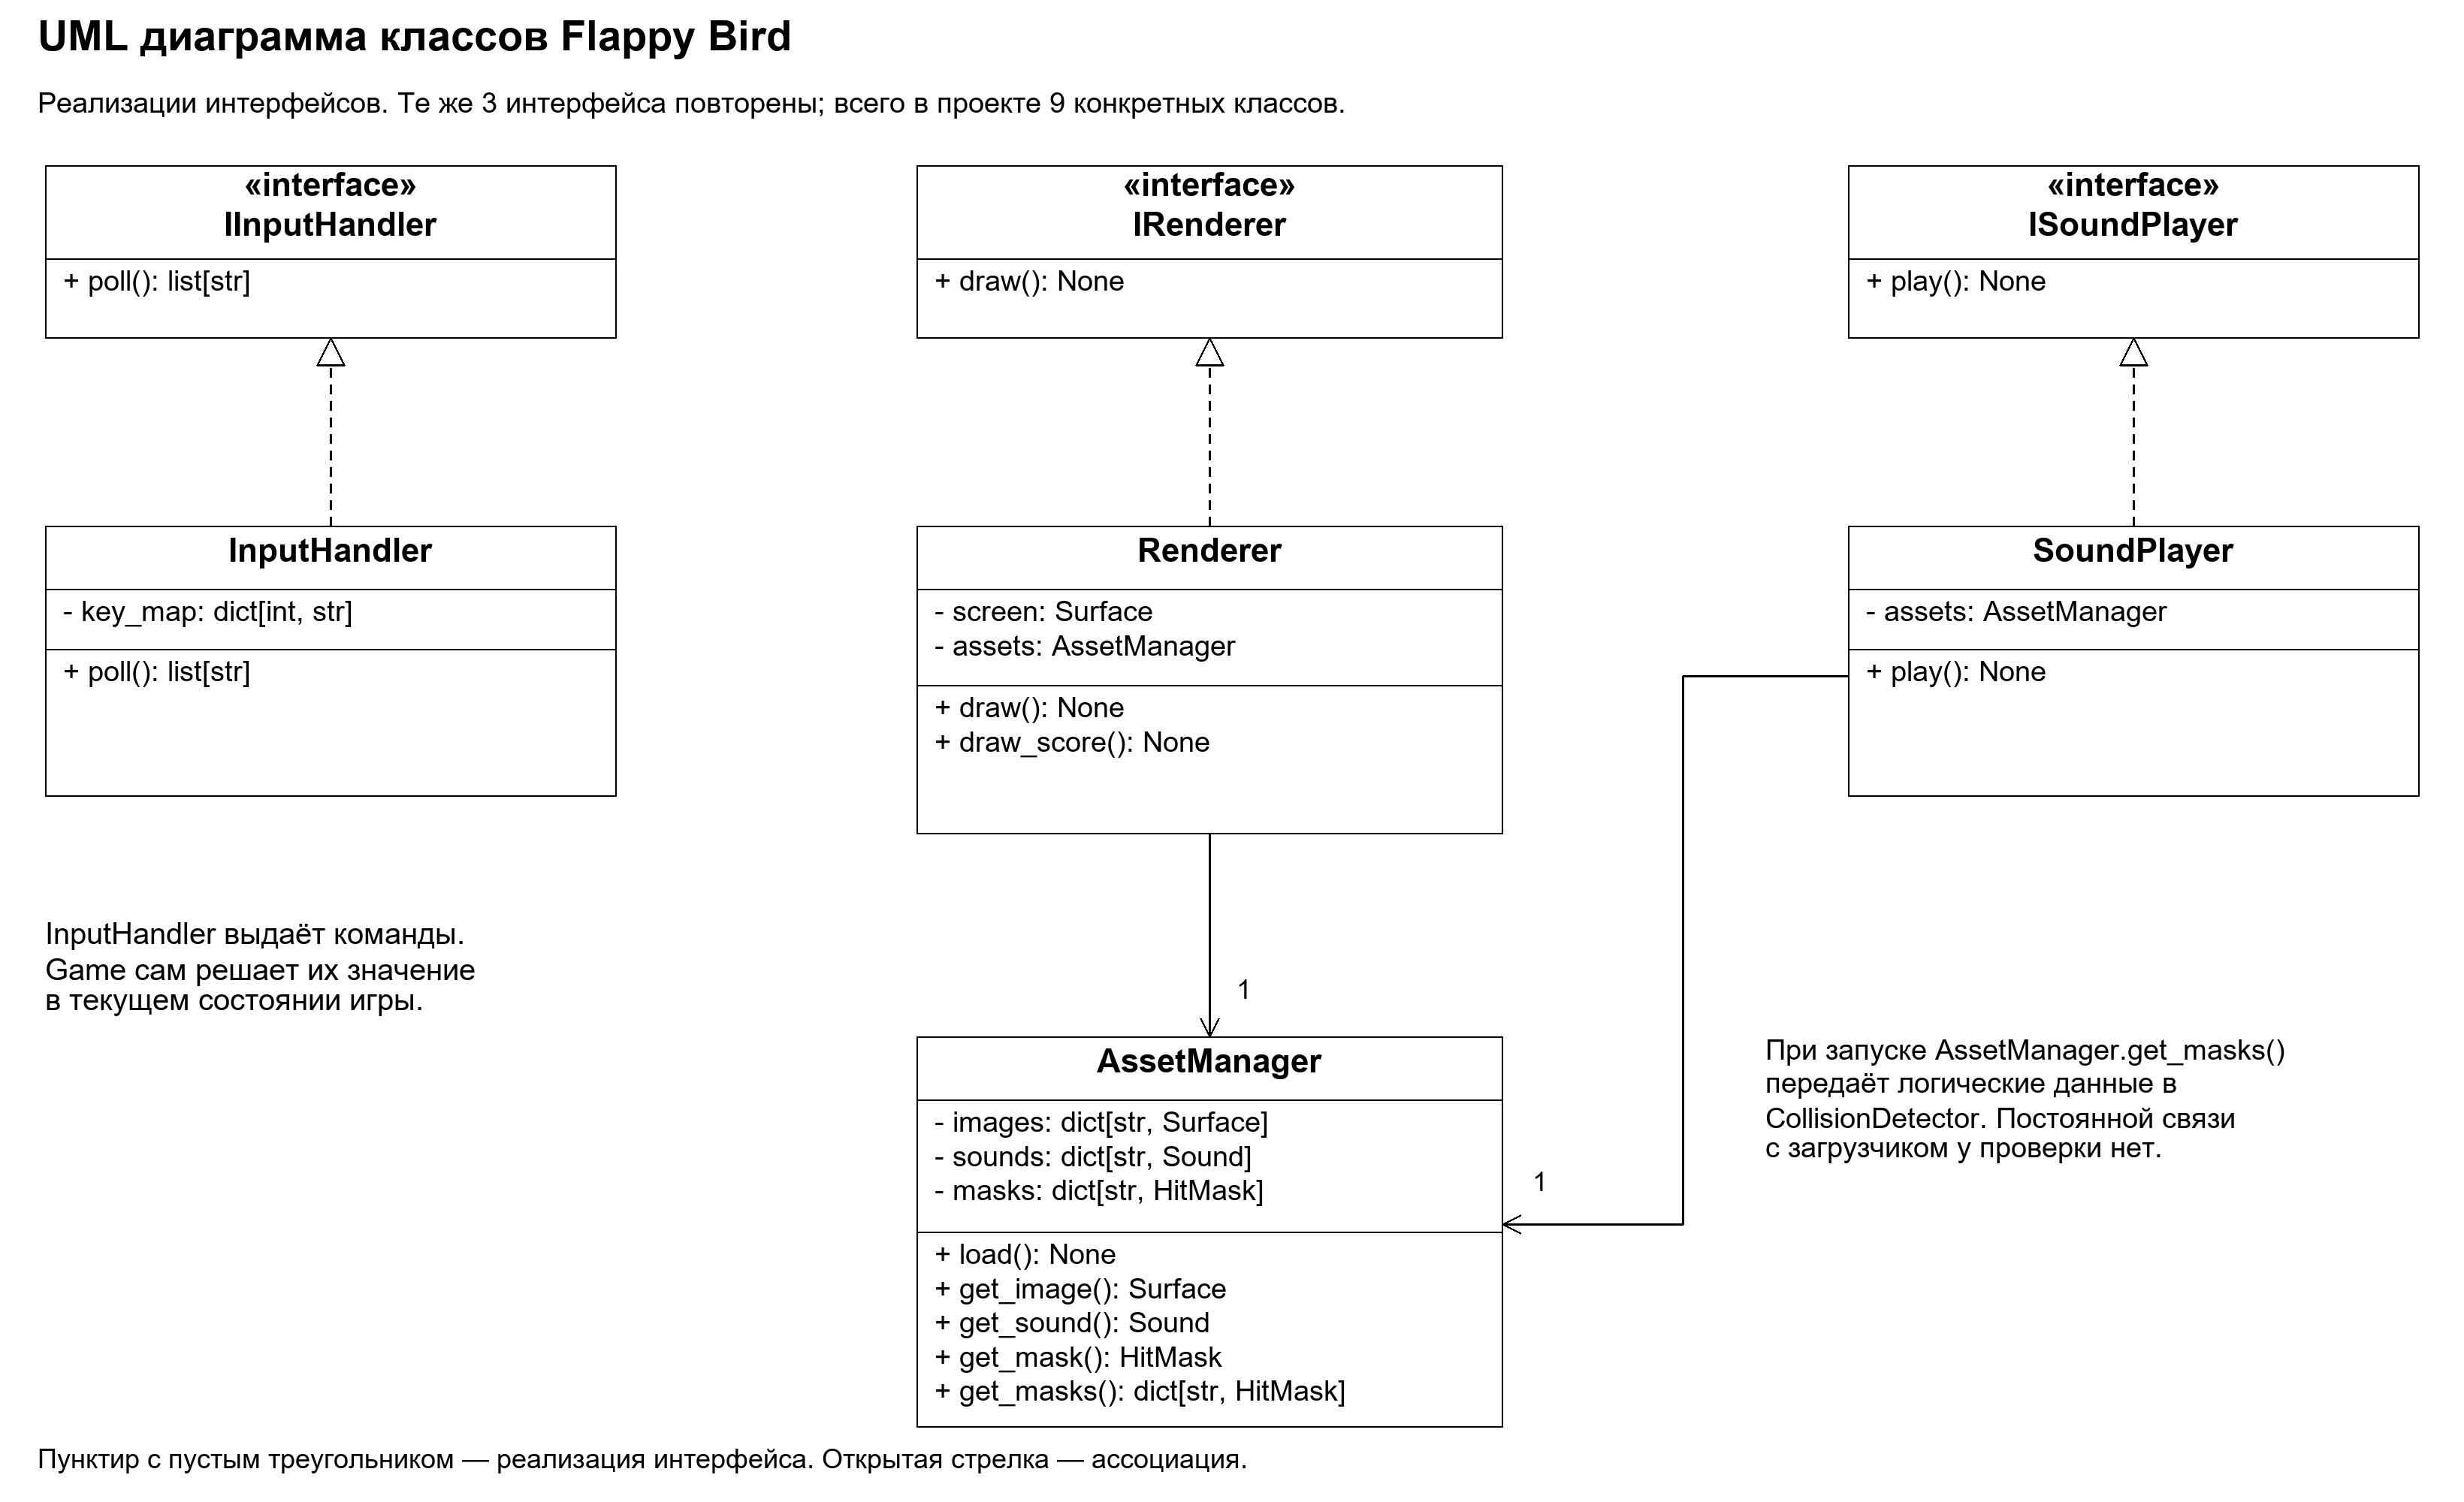 UML диаграмма классов Flappy Bird
Реализации интерфейсов. Те же 3 интерфейса повторены; всего в проекте 9 конкретных классов.
«interface»
IInputHandler
+ poll(): list[str]
«interface»
IRenderer
+ draw(): None
«interface»
ISoundPlayer
+ play(): None
InputHandler
- key_map: dict[int, str]
+ poll(): list[str]
Renderer
- screen: Surface
- assets: AssetManager
+ draw(): None
+ draw_score(): None
SoundPlayer
- assets: AssetManager
+ play(): None
InputHandler выдаёт команды.
Game сам решает их значение
в текущем состоянии игры.
1
AssetManager
- images: dict[str, Surface]
- sounds: dict[str, Sound]
- masks: dict[str, HitMask]
+ load(): None
+ get_image(): Surface
+ get_sound(): Sound
+ get_mask(): HitMask
+ get_masks(): dict[str, HitMask]
1
При запуске AssetManager.get_masks()
передаёт логические данные в
CollisionDetector. Постоянной связи
с загрузчиком у проверки нет.
Пунктир с пустым треугольником — реализация интерфейса. Открытая стрелка — ассоциация.